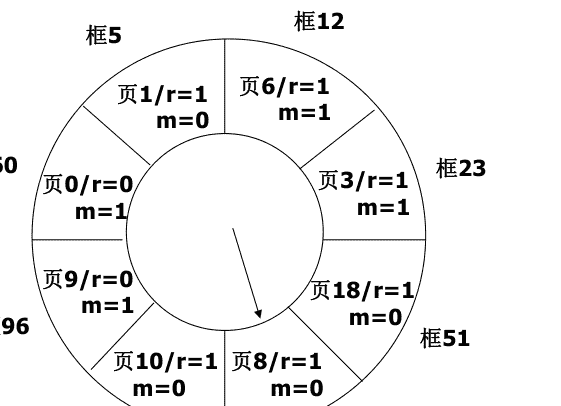 框12
框5
页6/r=1
m=1
页1/r=1
m=0
框23
页3/r=1
m=1
页0/r=0
m=1
页18/r=1
m=0
页9/r=0
m=1
96
框51
页10/r=1
m=0
页8/r=1
m=0